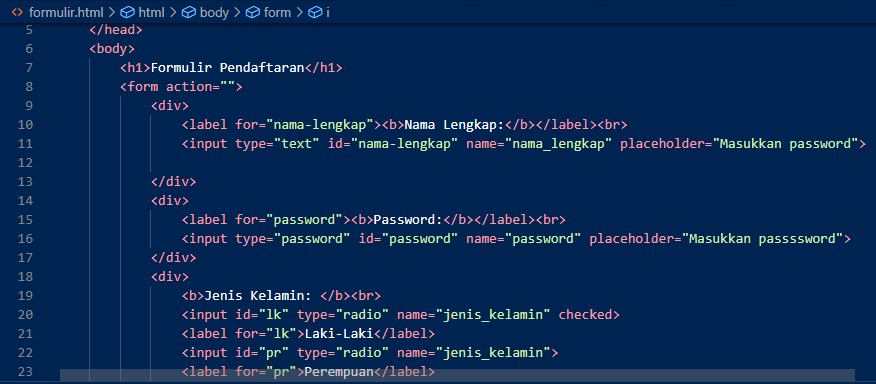 formulir.html > html > body > form > i
5 </head>
6 <body>
7 <h1>Formulir Pendaftaran</h1>
8 <form action="">
9 <div>
10 <label for="nama-lengkap"><b>Nama Lengkap:</b></label><br>
11 <input type="text" id="nama-lengkap" name="nama_lengkap" placeholder="Masukkan password">
12
13 </div>
14 <div>
15 <label for="password"><b>Password:</b></label><br>
16 <input type="password" id="password" name="password" placeholder="Masukkan passsword">
17 </div>
18 <div>
19 <b>Jenis Kelamin: </b><br>
20 <input id="lk" type="radio" name="jenis_kelamin" checked>
21 <label for="lk">Laki-Laki</label>
22 <input id="pr" type="radio" name="jenis_kelamin">
23 <label for="pr">Perempuan</label>